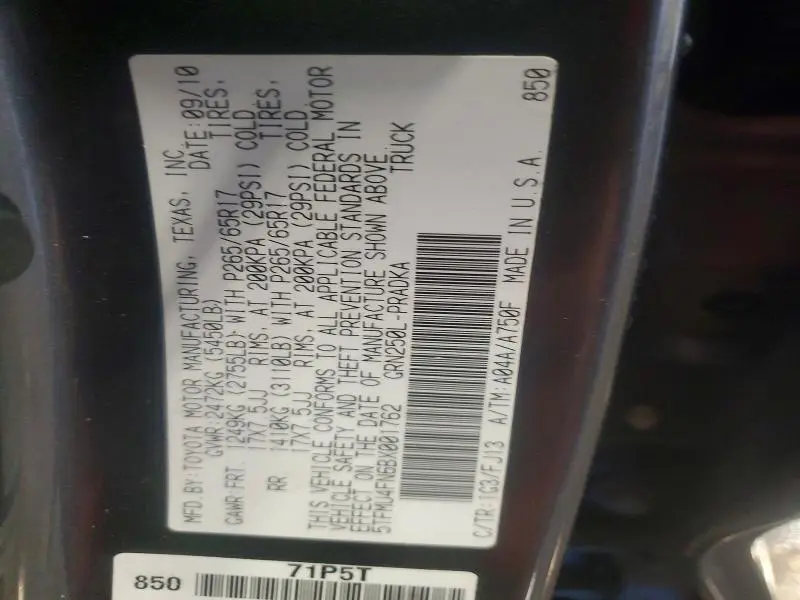 MFD. BY: TOYOTA MOTOR MANUFACTURING, TEXAS, INC.
GVWR: 2472KG (5450LB) DATE: 09/10
GAWR FRT. 1249KG (2755LB) WITH P265/65R17 TIRES,
17X7.5JJ RIMS, AT 200KPA (29PSI) COLD.
RR 1410KG (3110LB) WITH P265/65R17 TIRES,
17X7.5JJ RIMS, AT 200KPA (29PSI) COLD.
THIS VEHICLE CONFORMS TO ALL APPLICABLE FEDERAL MOTOR
VEHICLE SAFETY AND THEFT PREVENTION STANDARDS IN
EFFECT ON THE DATE OF MANUFACTURE SHOWN ABOVE.
5TFMU4FN6BX001762 GRN250L-PRADKA TRUCK
C/TR: 1G3/FJ13 A/TM: A04A/A750F MADE IN U.S.A. 850
71P5T
850